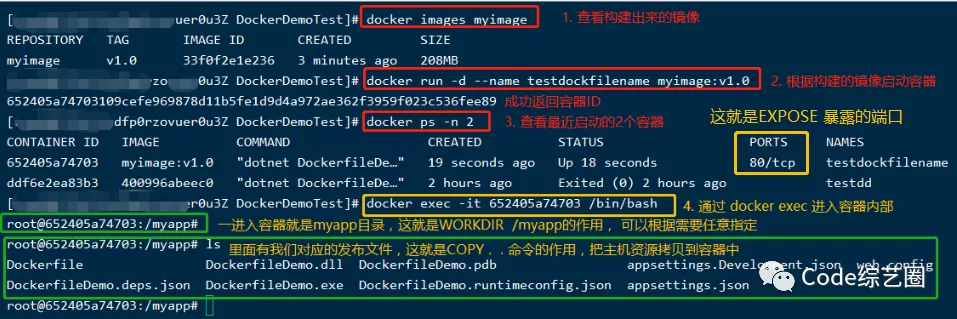 [ vuer0u3Z DockerDemoTest]# docker images myimage 1. 查看构建出来的镜像
REPOSITORY TAG IMAGE ID CREATED SIZE
myimage v1.0 33f0f2e1e236 3 minutes ago 208MB
zo vuer0u3Z DockerDemoTest]# docker run -d --name testdockfilename myimage:v1.0 2. 根据构建的镜像启动容器
652405a74703109cefe969878d11b5fe1d9d4a972ae362f3959f023c536fee89 成功返回容器ID
[ dfp0rzovuer0u3Z DockerDemoTest]# docker ps -n 2 3. 查看最近启动的2个容器 这就是EXPOSE 暴露的端口
CONTAINER ID IMAGE COMMAND CREATED STATUS PORTS NAMES
652405a74703 myimage:v1.0 "dotnet DockerfileDe…" 19 seconds ago Up 18 seconds 80/tcp testdockfilename
ddf6e2ea83b3 400996abeec0 "dotnet DockerfileDe…" 2 hours ago Exited (0) 2 hours ago testdd
[ vuer0u3Z DockerDemoTest]# docker exec -it 652405a74703 /bin/bash 4. 通过 docker exec 进入容器内部
root@652405a74703:/myapp# 一进入容器就是myapp目录，这就是WORKDIR /myapp的作用， 可以根据需要任意指定
root@652405a74703:/myapp# ls
里面有我们对应的发布文件，这就是COPY . . 命令的作用，把主机资源拷贝到容器中
Dockerfile DockerfileDemo.dll DockerfileDemo.pdb appsettings.Development.json web.config
DockerfileDemo.deps.json DockerfileDemo.exe DockerfileDemo.runtimeconfig.json appsettings.json
Code综艺圈
root@652405a74703:/myapp#